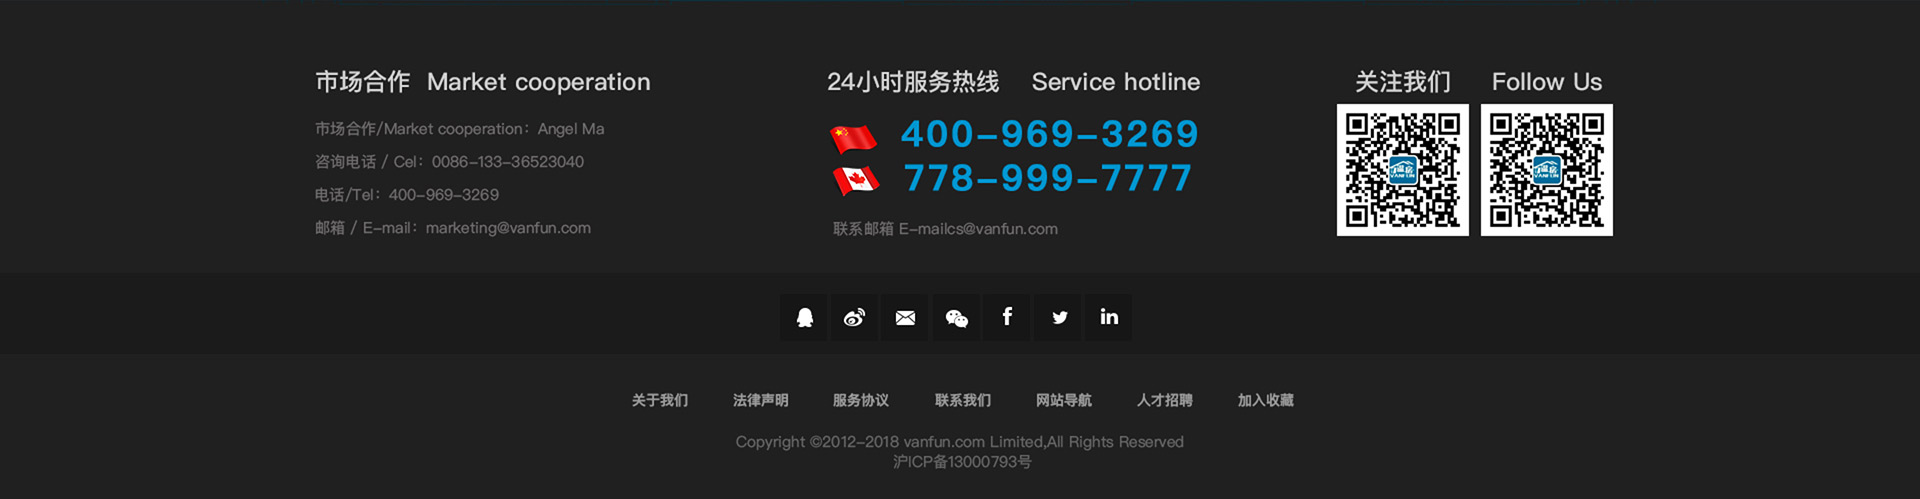 市场合作 Market cooperation
市场合作/Market cooperation：Angel Ma
咨询电话 / Cel：0086-133-36523040
电话/Tel：400-969-3269
邮箱 / E-mail：marketing@vanfun.com
24小时服务热线 Service hotline
400-969-3269
778-999-7777
联系邮箱 E-mailcs@vanfun.com
关注我们 Follow Us
VANFUN VANFUN
关于我们 法律声明 服务协议 联系我们 网站导航 人才招聘 加入收藏
Copyright ©2012-2018 vanfun.com Limited,All Rights Reserved
沪ICP备13000793号